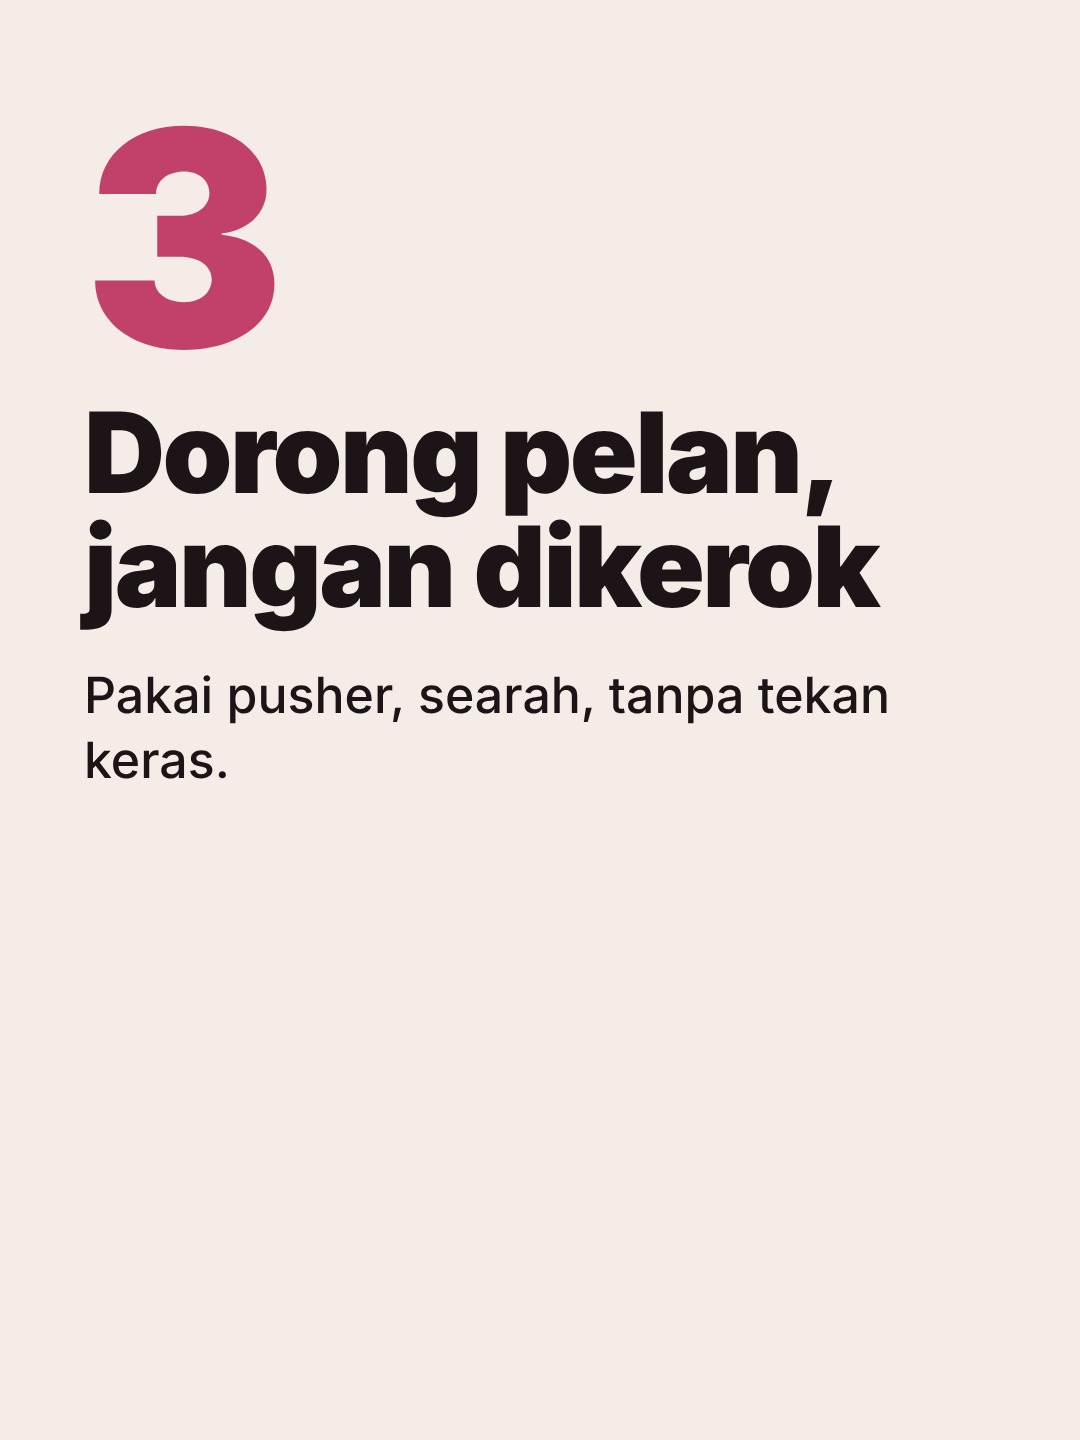 3
Dorong pelan,
jangan dikerok
Pakai pusher, searah, tanpa tekan
keras.